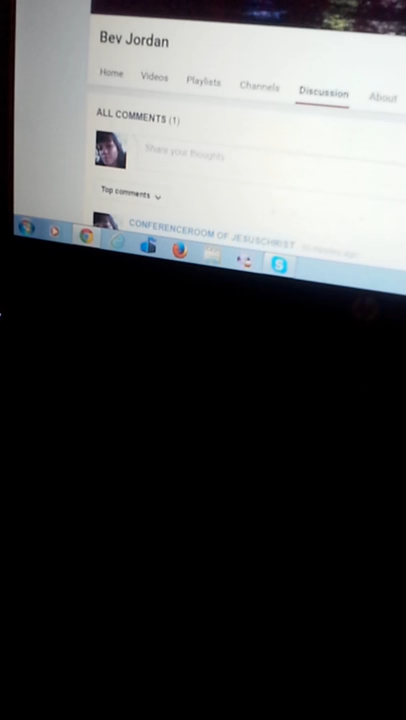 Bev Jordan
Home Videos Playlists Channels Discussion About
ALL COMMENTS (1)
Share your thoughts
Top comments
CONFERENCEROOM OF JESUSCHRIST ago